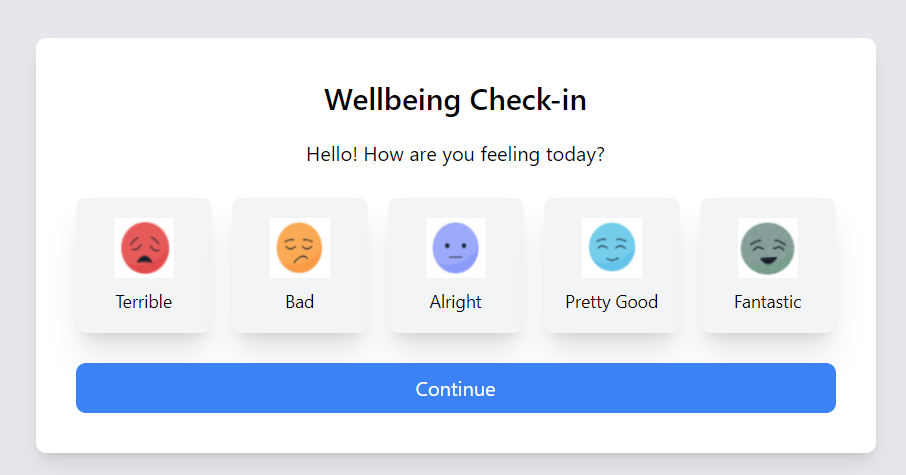 Wellbeing Check-in
Hello! How are you feeling today?
Terrible
Bad
Alright
Pretty Good
Fantastic
Continue